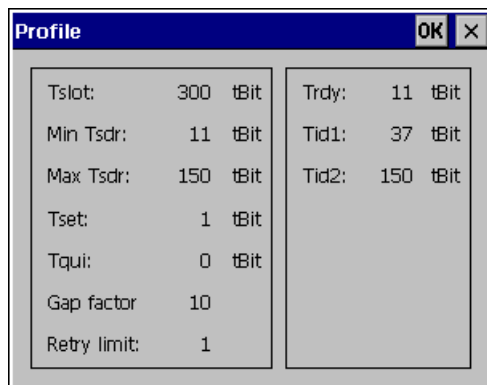 Profile OK ×
Tslot: 300 tBit
Min Tsdr: 11 tBit
Max Tsdr: 150 tBit
Tset: 1 tBit
Tqui: 0 tBit
Gap factor 10
Retry limit: 1
Trdy: 11 tBit
Tid1: 37 tBit
Tid2: 150 tBit